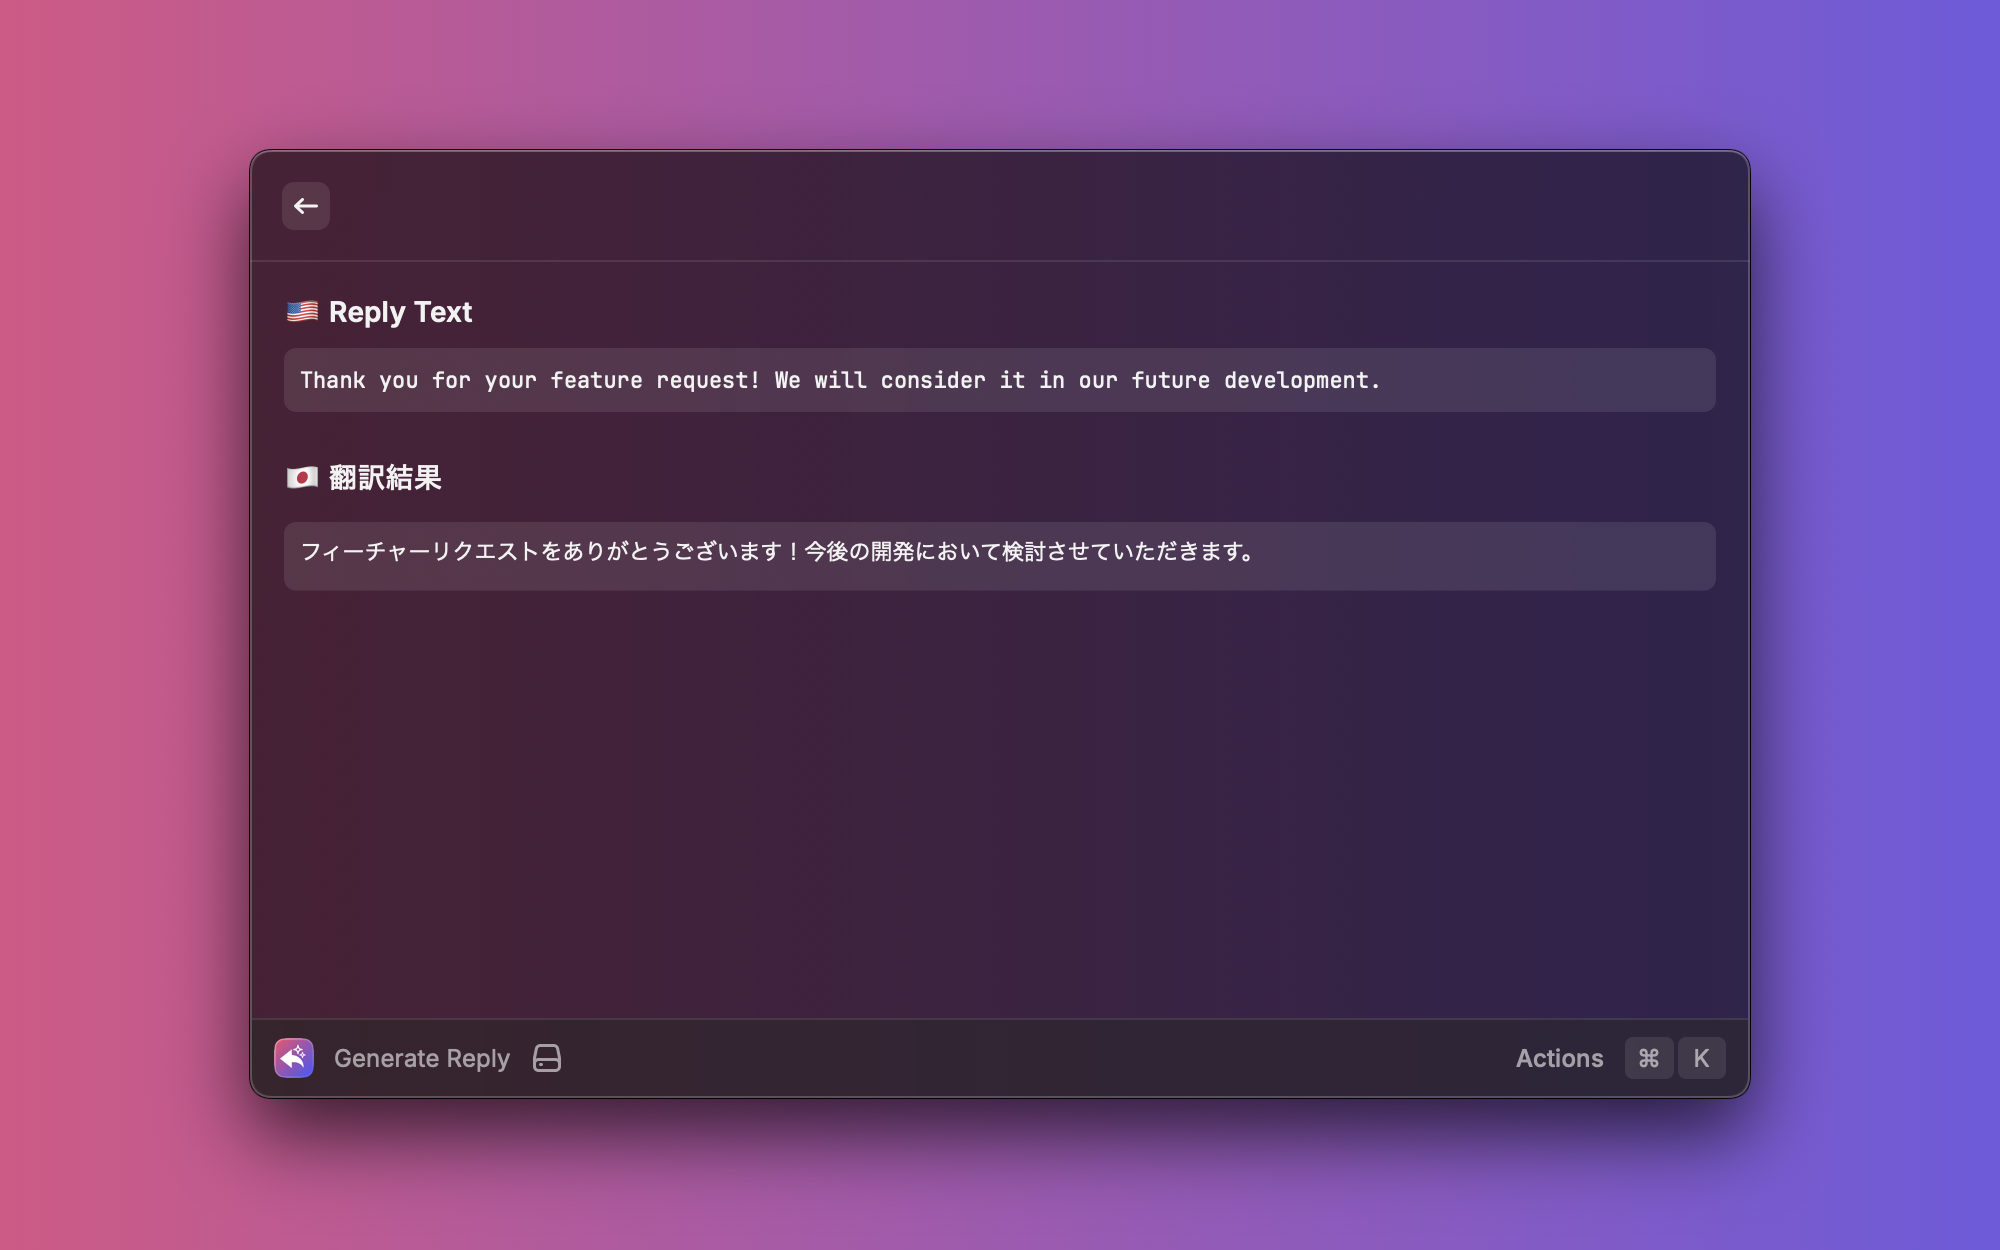 Reply Text
Thank you for your feature request! We will consider it in our future development.
翻訳結果
フィーチャーリクエストをありがとうございます！今後の開発において検討させていただきます。
Generate Reply
Actions ⌘ K